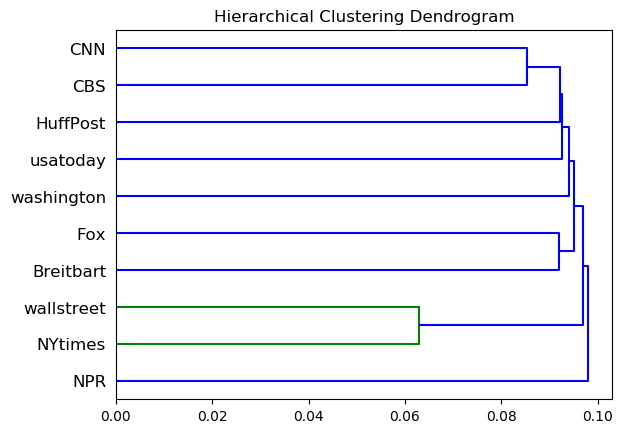 Hierarchical Clustering Dendrogram
CNN
CBS
HuffPost
usatoday
washington
Fox
Breitbart
wallstreet
NYtimes
NPR
0.00 0.02 0.04 0.06 0.08 0.10